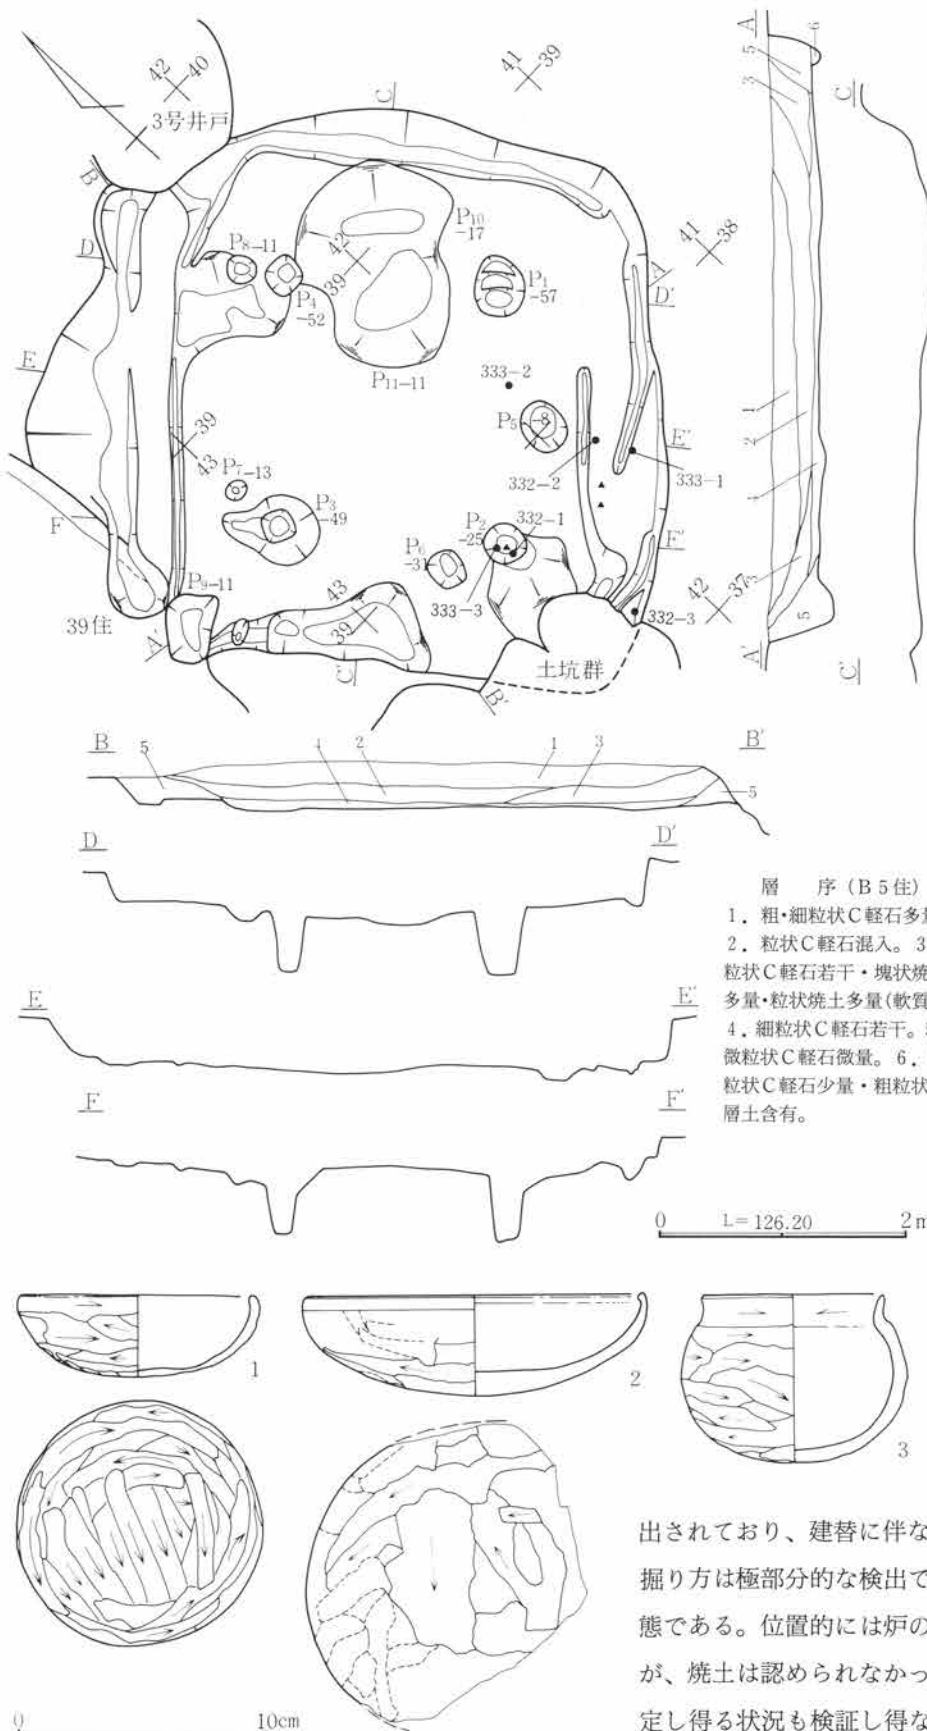 42
40
3号井戸
41
39
C
B
D
E
F
P8-11
P4
-52
42
39
P10
-17
P11-11
P1
-57
41
38
A
D'
333-2
P5
-8
E''
332-2
333-1
39
43
P7-13
P3
-49
P2
-25
332-1
P6
-31
333-3
F''
42
37
332-3
P9-11
43
39
39住
A'
C'
B'
土坑群
A
5
3
6
1
2
4
3
5
A'
C
C'
B
5
4
2
1
3
B'
5
D
D'
E
E'
F
F'
層 序(B5住)
1.粗・細粒状C軽石多量
2.粒状C軽石混入。3
粒状C軽石若干・塊状焼
多量・粒状焼土多量(軟質
4.細粒状C軽石若干。
微粒状C軽石微量。6.
粒状C軽石少量・粗粒状
層土含有。
0 L=126.20 2m
1
2
3
0 10cm
出されており、建替に伴な
掘り方は極部分的な検出で
態である。位置的には炉の
が、焼土は認められなかっ
定し得る状況も検証し得な